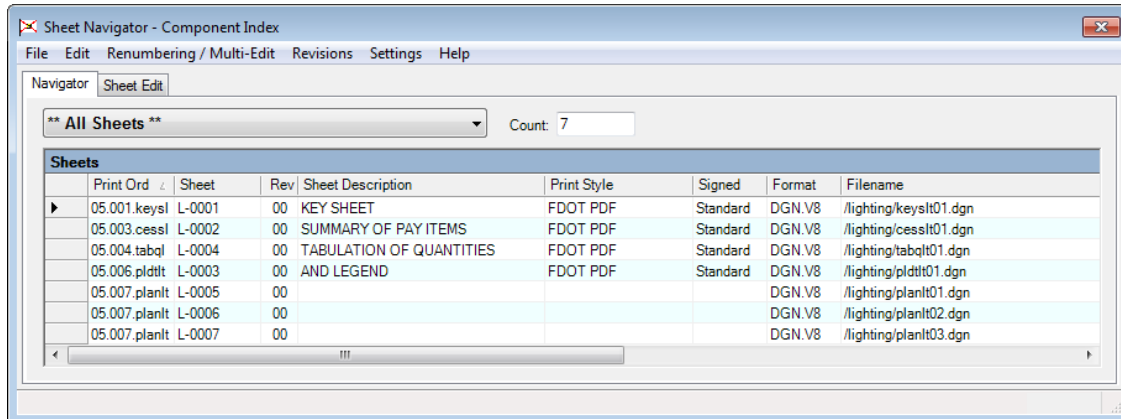 Sheet Navigator - Component Index
File Edit Renumbering / Multi-Edit Revisions Settings Help
Navigator Sheet Edit
** All Sheets ** Count: 7
Sheets
Print Ord Sheet Rev Sheet Description Print Style Signed Format Filename
05.001.keysl L-0001 00 KEY SHEET FDOT PDF Standard DGN.V8 /lighting/keyslt01.dgn
05.003.cessl L-0002 00 SUMMARY OF PAY ITEMS FDOT PDF Standard DGN.V8 /lighting/cesslt01.dgn
05.004.tabql L-0004 00 TABULATION OF QUANTITIES FDOT PDF Standard DGN.V8 /lighting/tabqlt01.dgn
05.006.pldtlt L-0003 00 AND LEGEND FDOT PDF Standard DGN.V8 /lighting/pldtlt01.dgn
05.007.planlt L-0005 00 DGN.V8 /lighting/planlt01.dgn
05.007.planlt L-0006 00 DGN.V8 /lighting/planlt02.dgn
05.007.planlt L-0007 00 DGN.V8 /lighting/planlt03.dgn